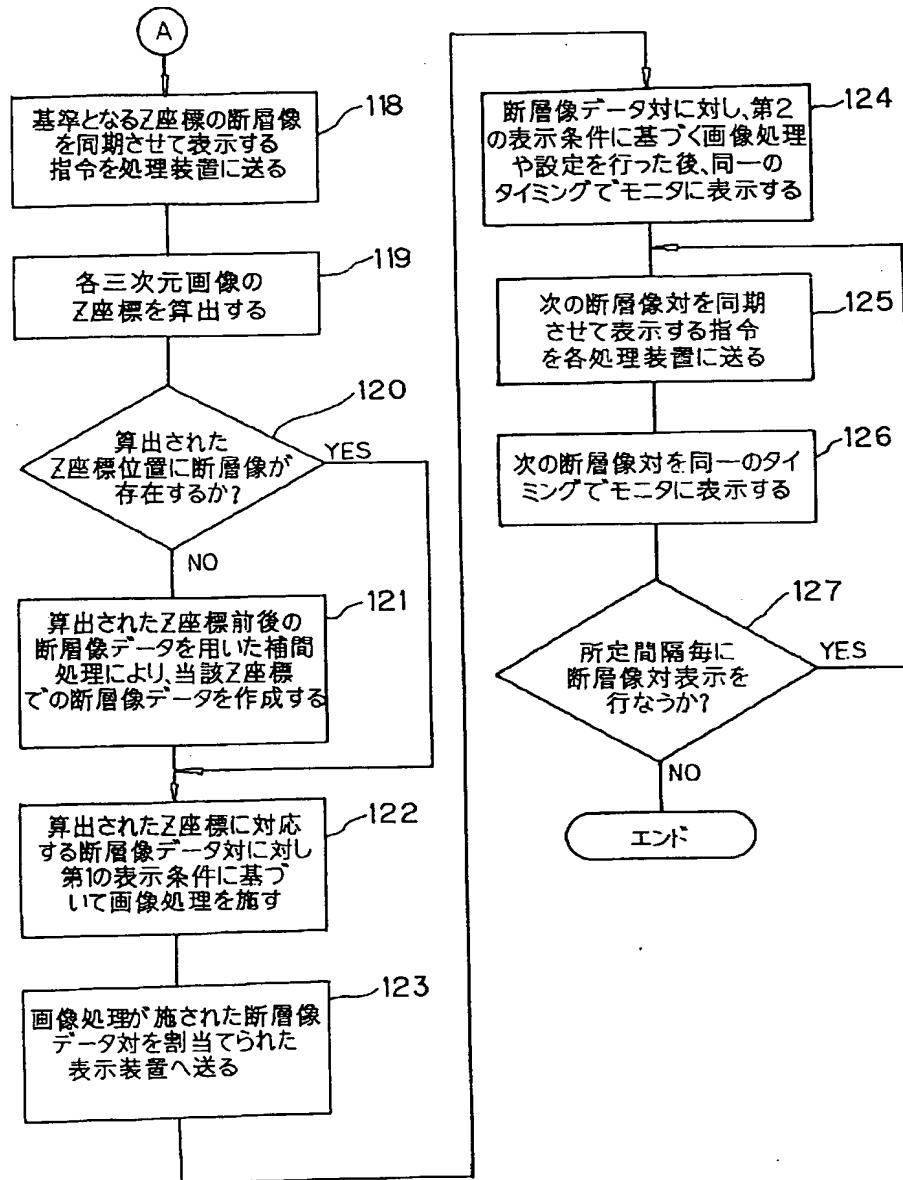 A
118
基準となるZ座標の断層像
を同期させて表示する
指令を処理装置に送る
119
各三次元画像の
Z座標を算出する
120
算出された
Z座標位置に断層像が
存在するか?
YES
NO
121
算出されたZ座標前後の
断層像データを用いた補間
処理により、当該Z座標
での断層像データを作成する
122
算出されたZ座標に対応
する断層像データ対に対し
第1の表示条件に基づ
いて画像処理を施す
123
画像処理が施された断層像
データ対を割当てられた
表示装置へ送る
124
断層像データ対に対し、第2
の表示条件に基づく画像処理
や設定を行った後、同一の
タイミングでモニタに表示する
125
次の断層像対を同期
させて表示する指令
を各処理装置に送る
126
次の断層像対を同一のタイ
ミングでモニタに表示する
127
所定間隔毎に
断層像対表示を
行なうか?
YES
NO
エンド